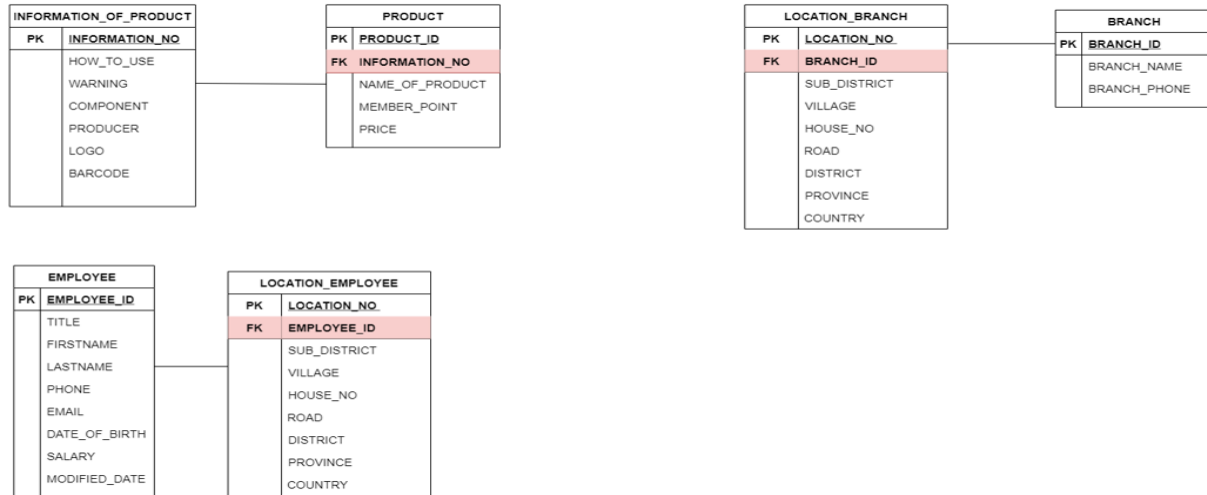 INFORMATION_OF_PRODUCT
PK INFORMATION_NO
HOW_TO_USE
WARNING
COMPONENT
PRODUCER
LOGO
BARCODE
PRODUCT
PK PRODUCT_ID
FK INFORMATION_NO
NAME_OF_PRODUCT
MEMBER_POINT
PRICE
LOCATION_BRANCH
PK LOCATION_NO
FK BRANCH_ID
SUB_DISTRICT
VILLAGE
HOUSE_NO
ROAD
DISTRICT
PROVINCE
COUNTRY
BRANCH
PK BRANCH_ID
BRANCH_NAME
BRANCH_PHONE
EMPLOYEE
PK EMPLOYEE_ID
TITLE
FIRSTNAME
LASTNAME
PHONE
EMAIL
DATE_OF_BIRTH
SALARY
MODIFIED_DATE
LOCATION_EMPLOYEE
PK LOCATION_NO
FK EMPLOYEE_ID
SUB_DISTRICT
VILLAGE
HOUSE_NO
ROAD
DISTRICT
PROVINCE
COUNTRY